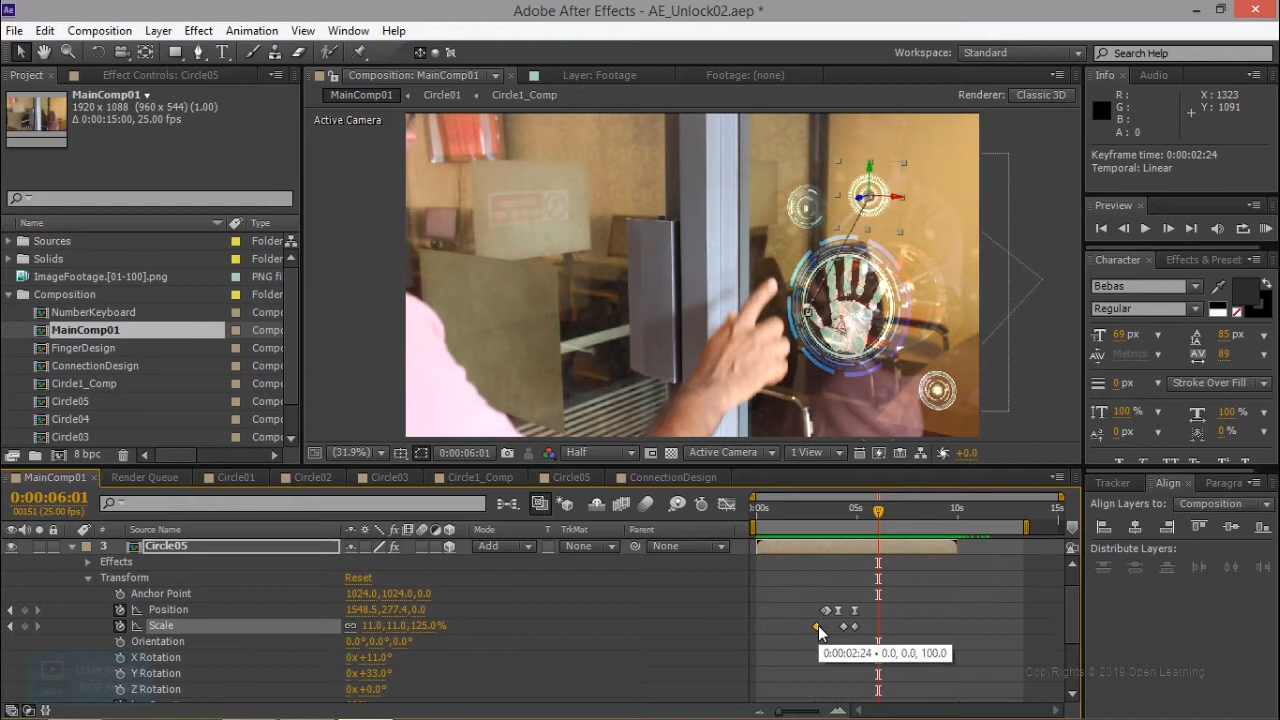 Ae
Adobe After Effects - AE_Unlock02.aep *
File Edit Composition Layer Effect Animation View Window Help
Workspace: Standard
Search Help
Project Effect Controls: Circle05
Composition: MainComp01 Layer: Footage Footage: (none)
Info Audio
MainComp01
1920 x 1088 (960 x 544) (1.00)
Δ 0:00:15:00, 25.00 fps
MainComp01 Circle01 Circle1_Comp
Renderer: Classic 3D
Active Camera
R :
G :
B :
A : 0
X : 1323
Y : 1091
Keyframe time: 0:00:02:24
Temporal: Linear
Preview
Name Type
Sources Folder
Solids Folder
ImageFootage.[01-100].png PNG fi
Composition Folder
NumberKeyboard Compo
MainComp01 Compo
FingerDesign Compo
ConnectionDesign Compo
Circle1_Comp Compo
Circle05 Compo
Circle04 Compo
Circle03 Compo
8 bpc
(31.9%) 0:00:06:01 Half Active Camera 1 View +0.0
Character Effects & Preset
Bebas
Regular
69 px 85 px
Metrics 89
0 px Stroke Over Fill
100 % 100 %
0 px 0 %
MainComp01 Render Queue Circle01 Circle02 Circle03 Circle1_Comp Circle05 ConnectionDesign
Tracker Align Paragra
0:00:06:01
00151 (25.00 fps)
:00s 05s 10s 15s
Align Layers: Composition
Distribute Layers:
# Source Name Mode T TrkMat Parent
3 Circle05 Add None None
Effects
Transform Reset
Anchor Point 1024.0,1024.0,0.0
Position 1548.5,277.4,0.0
Scale 11.0,11.0,125.0%
Orientation 0.0°,0.0°,0.0°
X Rotation 0x+11.0°
Y Rotation 0x+33.0°
Z Rotation 0x+0.0°
0:00:02:24 • 0.0, 0.0, 100.0
Cop Rights © 2019 Open Learning